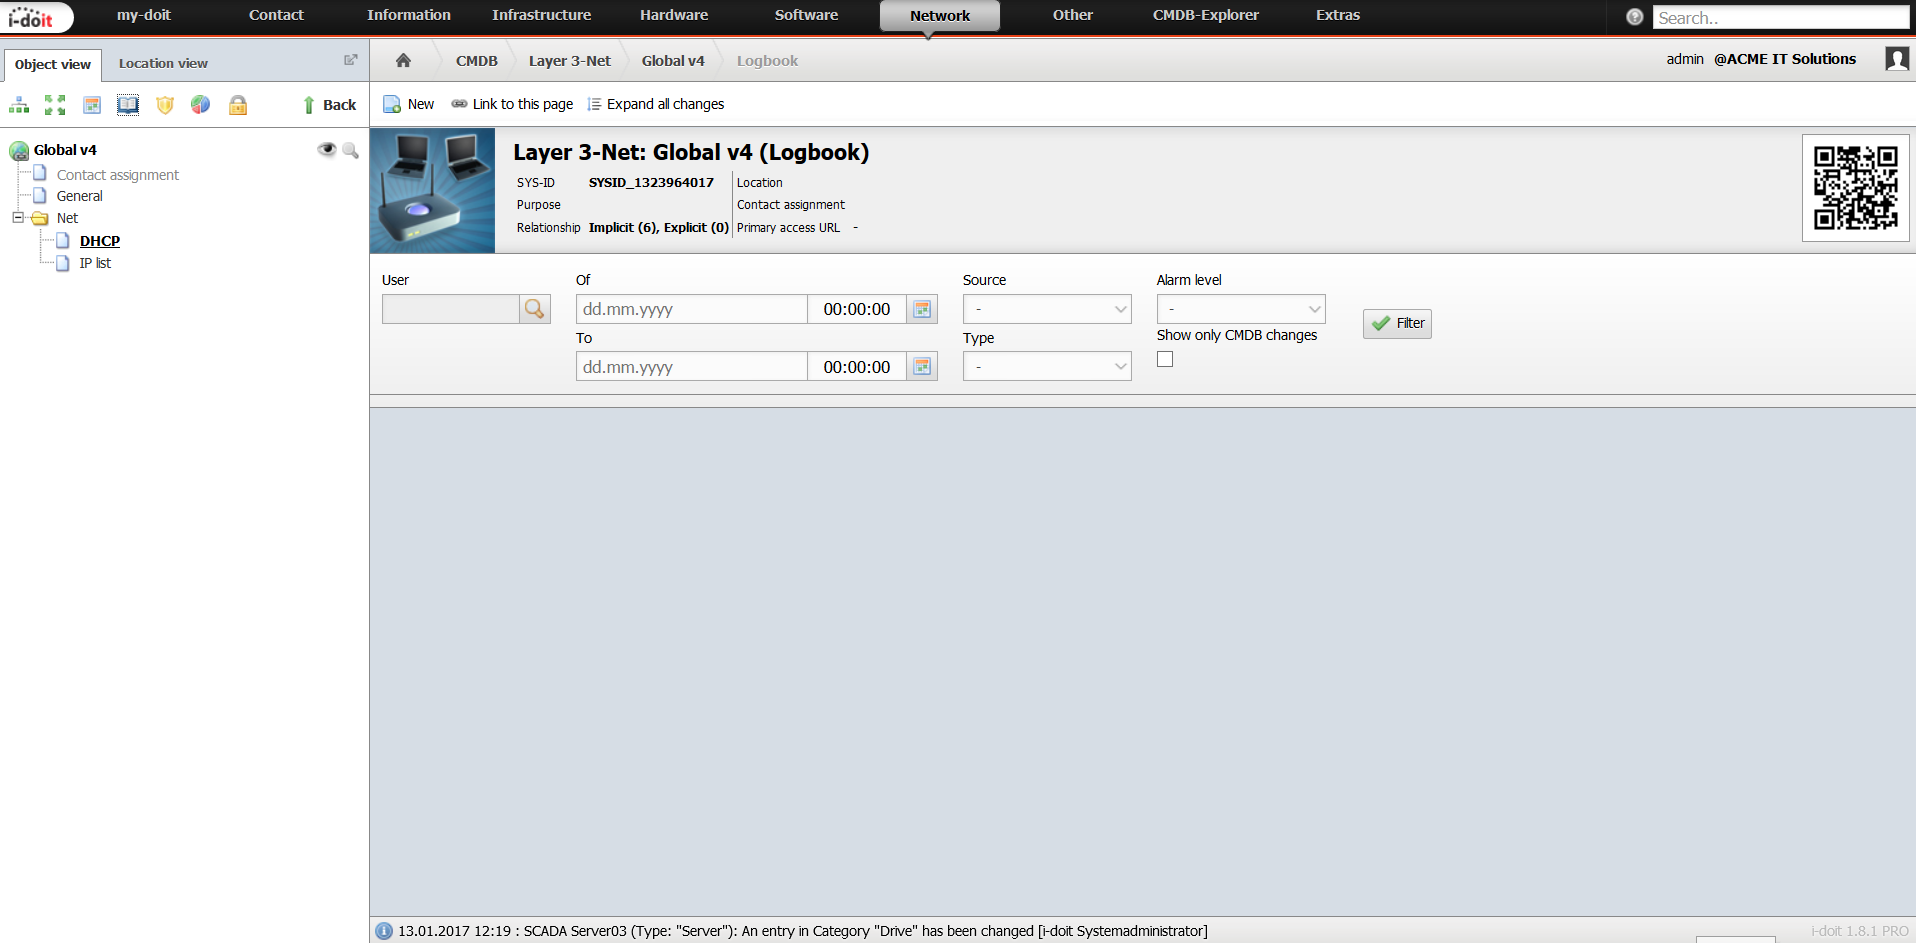 i-doit my-doit Contact Information Infrastructure Hardware Software Network Other CMDB-Explorer Extras ? Search..
Object view Location view
CMDB Layer 3-Net Global v4 Logbook
admin @ACME IT Solutions
Back
New Link to this page Expand all changes
Global v4
Contact assignment
General
Net
DHCP
IP list
Layer 3-Net: Global v4 (Logbook)
SYS-ID SYSID_1323964017 Location
Purpose Contact assignment
Relationship Implicit (6), Explicit (0) Primary access URL -
User Of Source Alarm level
dd.mm.yyyy 00:00:00 - -
Filter
To Type Show only CMDB changes
dd.mm.yyyy 00:00:00 -
13.01.2017 12:19 : SCADA Server03 (Type: "Server"): An entry in Category "Drive" has been changed [i-doit Systemadministrator]
i-doit 1.8.1 PRO